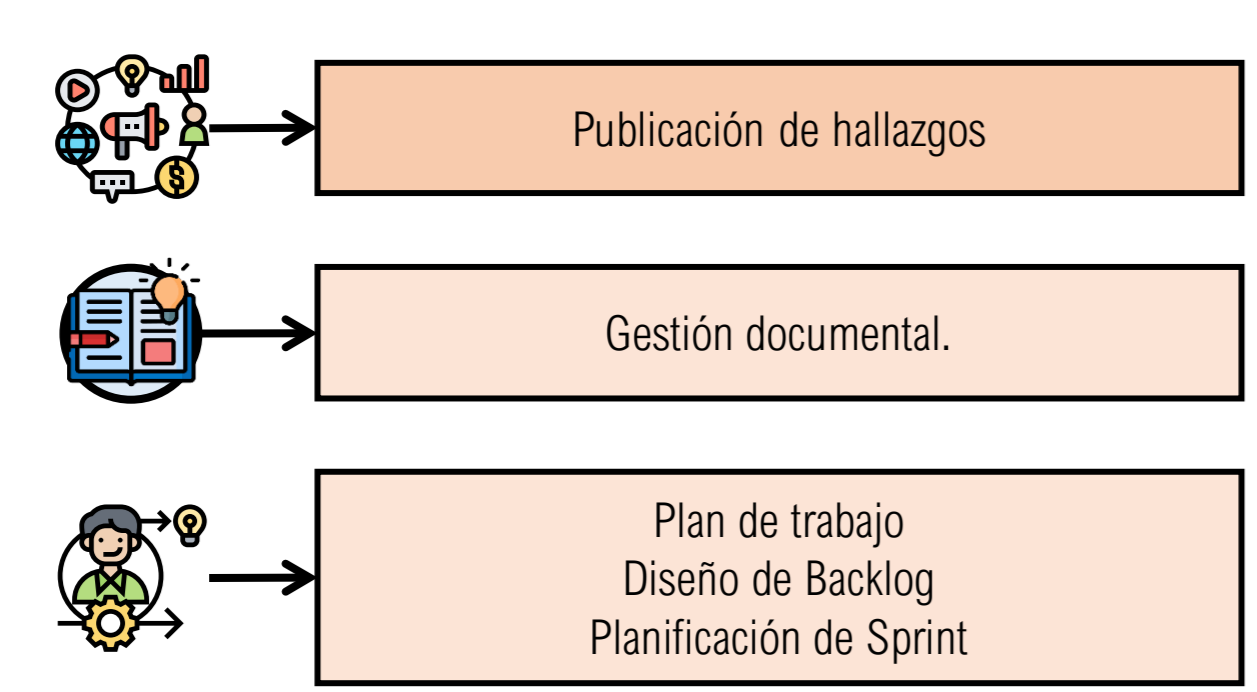 Publicación de hallazgos
Gestión documental.
Plan de trabajo
Diseño de Backlog
Planificación de Sprint